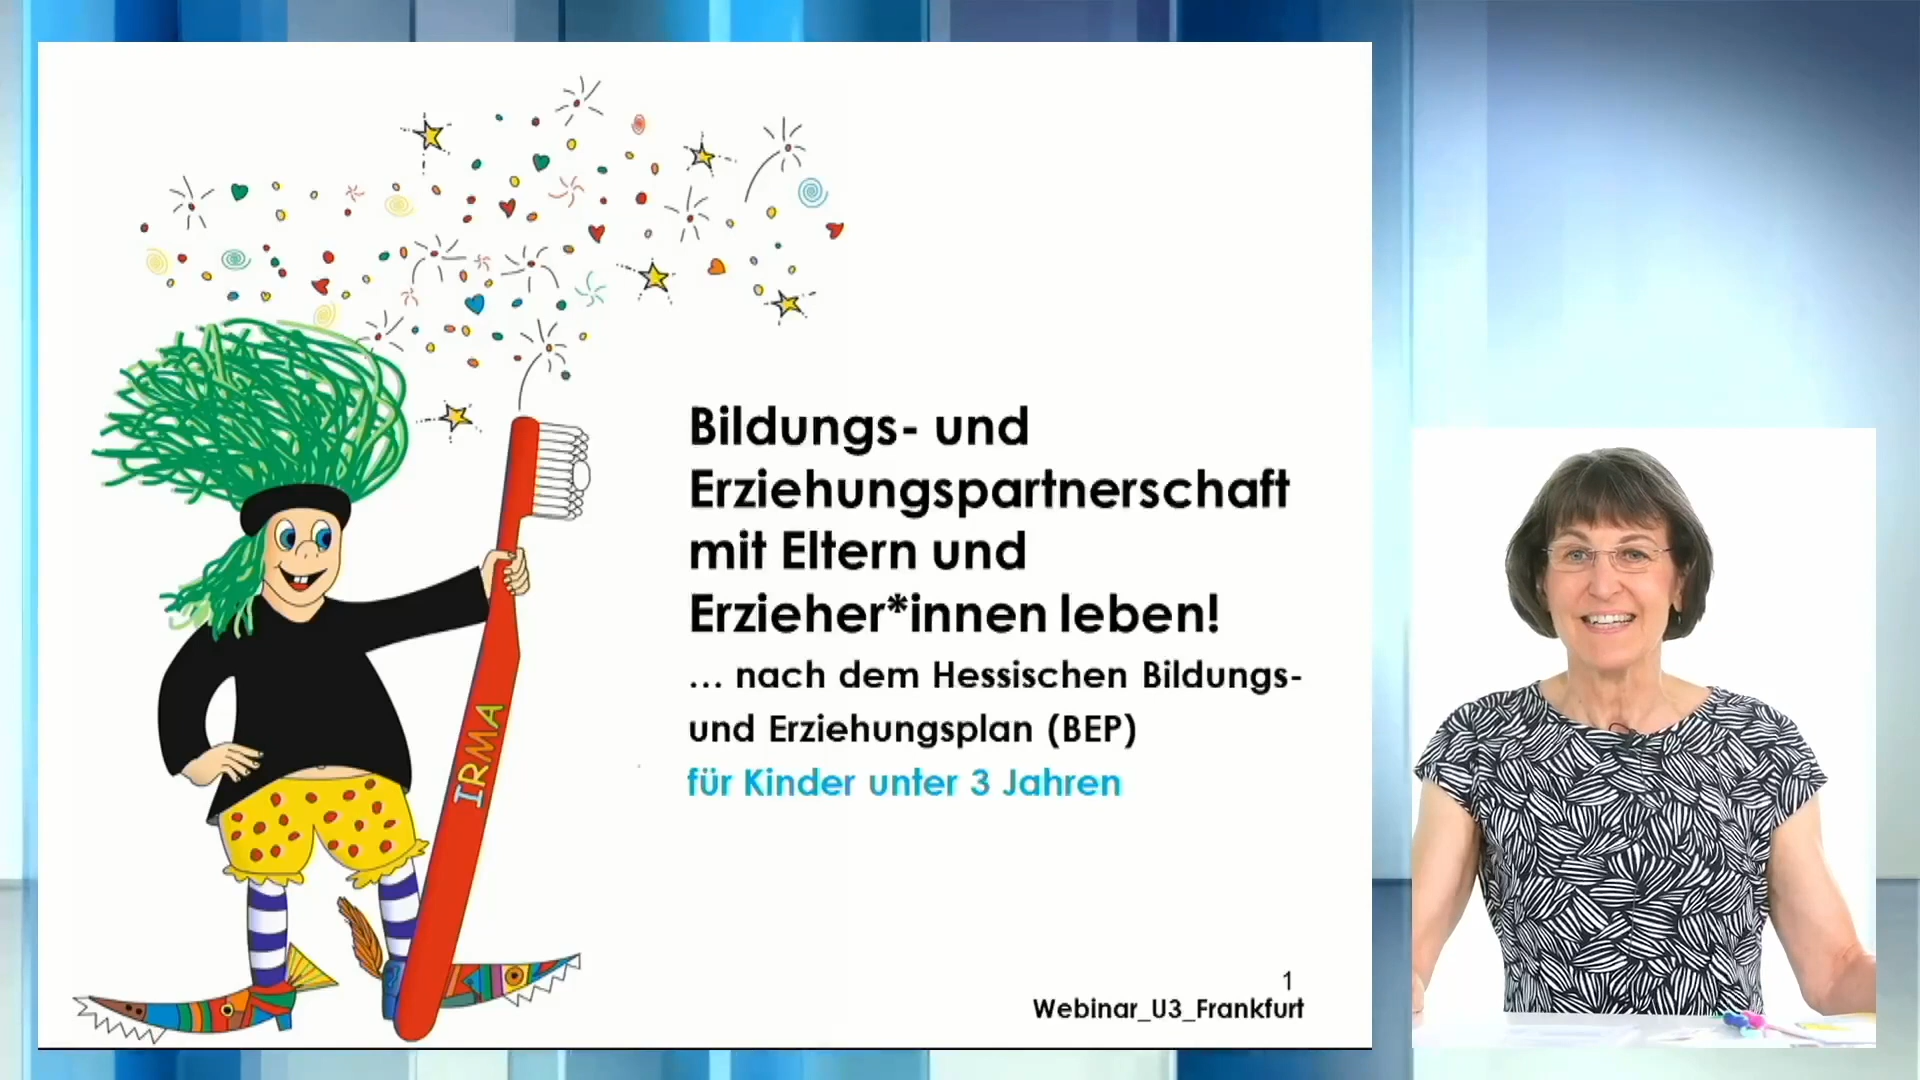 Bildungs- und
Erziehungspartnerschaft
mit Eltern und
Erzieher*innen leben!
... nach dem Hessischen Bildungs-
und Erziehungsplan (BEP)
für Kinder unter 3 Jahren
IRMA
1
Webinar_U3_Frankfurt